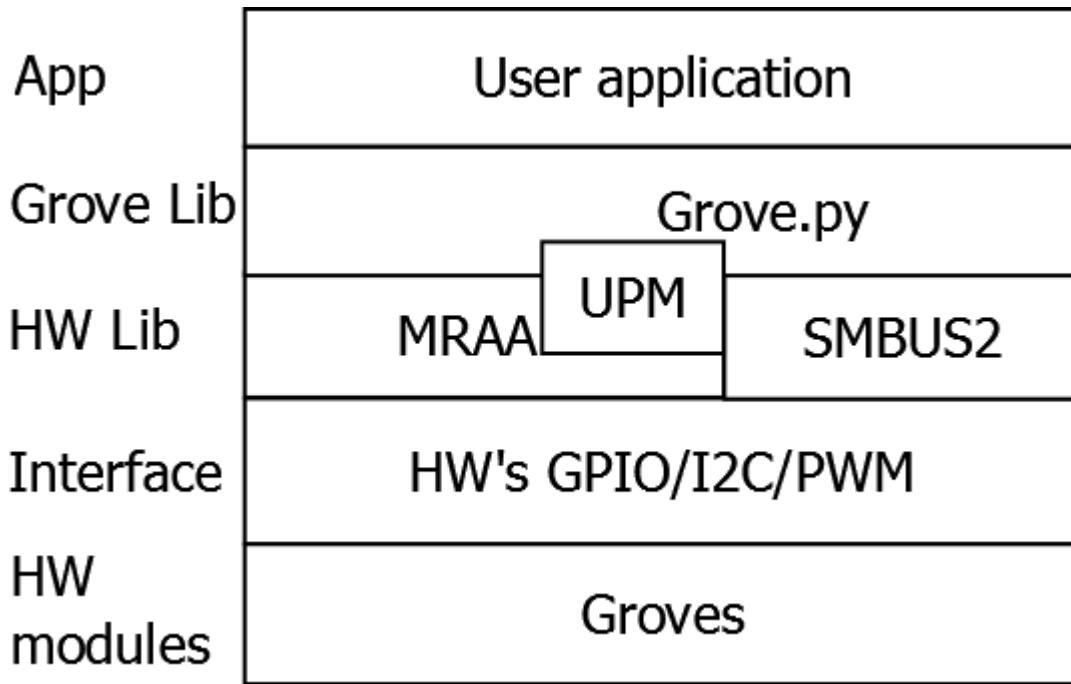 App
User application
Grove Lib
Grove.py
UPM
HW Lib
MRAA
SMBUS2
Interface
HW's GPIO/I2C/PWM
HW
modules
Groves